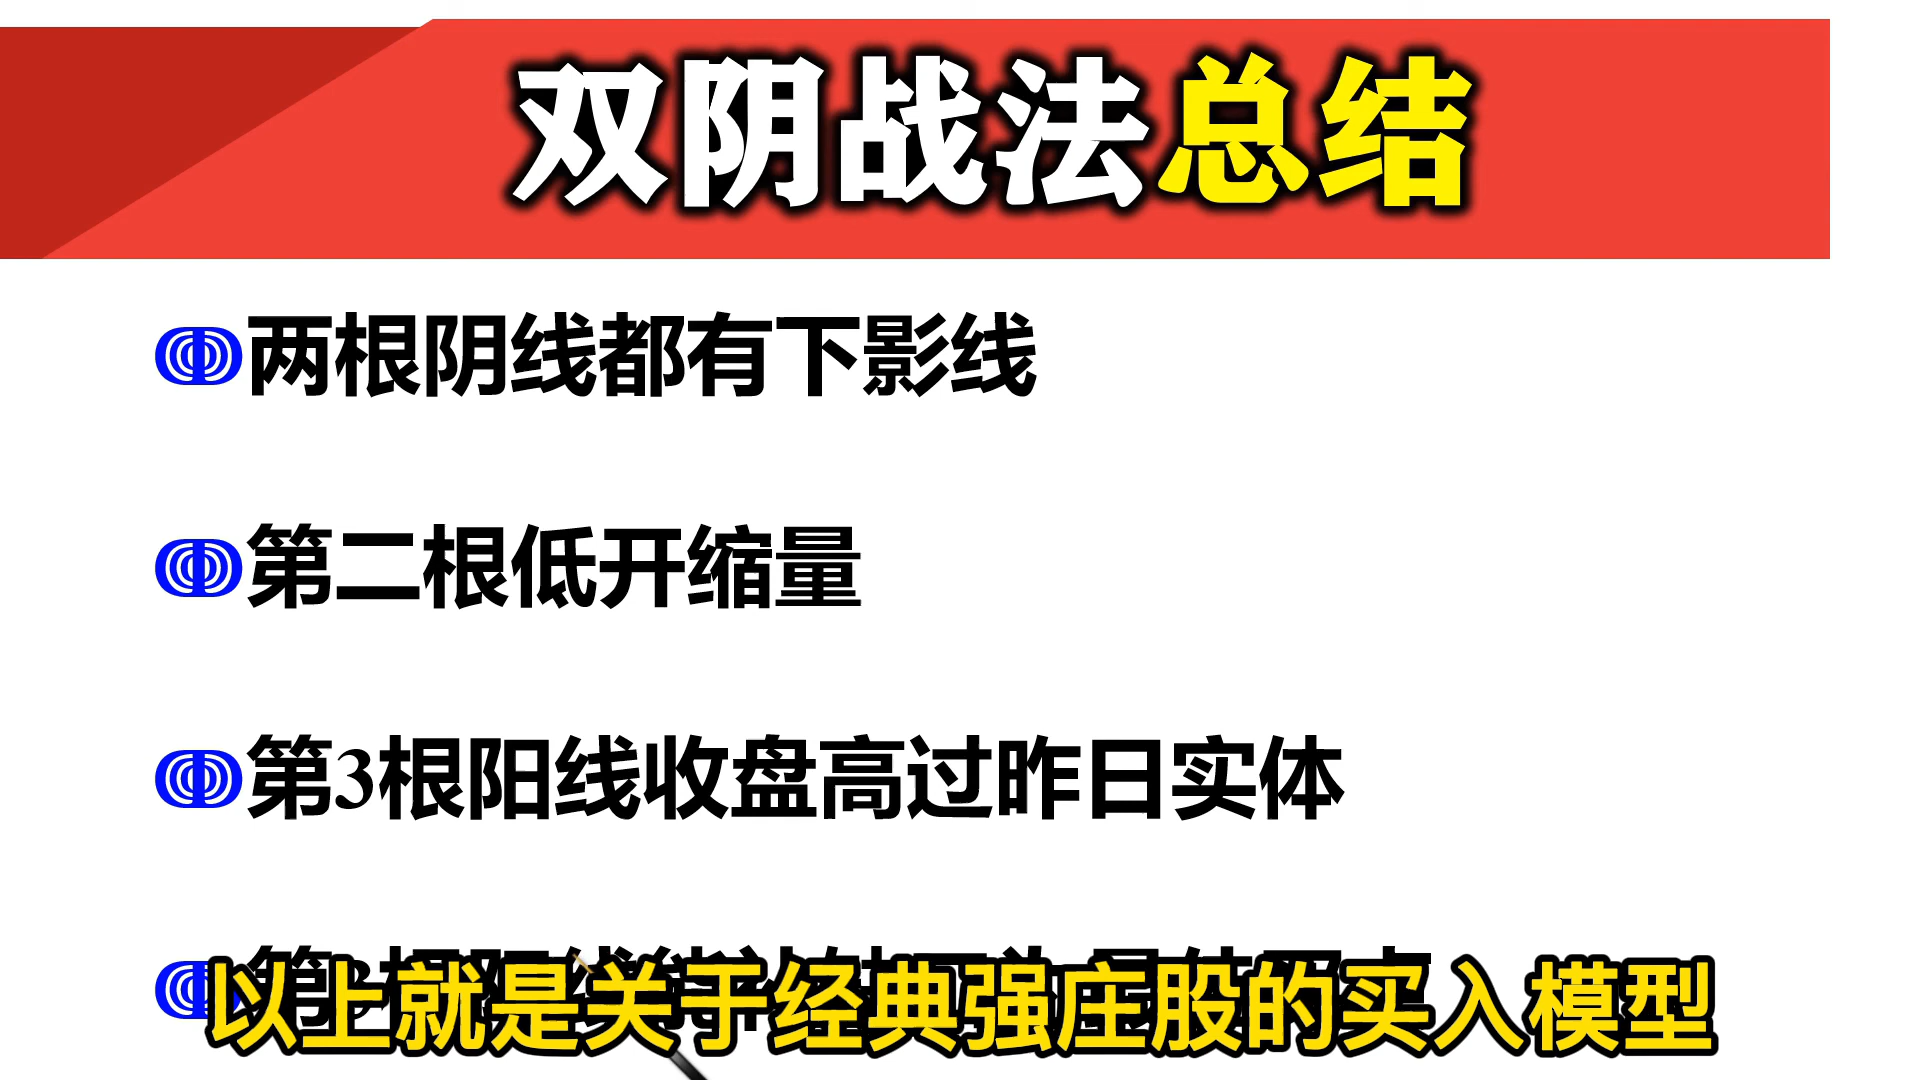 双阴战法总结
两根阴线都有下影线
第二根低开缩量
第3根阳线收盘高过昨日实体
以上就是关于经典强庄股的买入模型